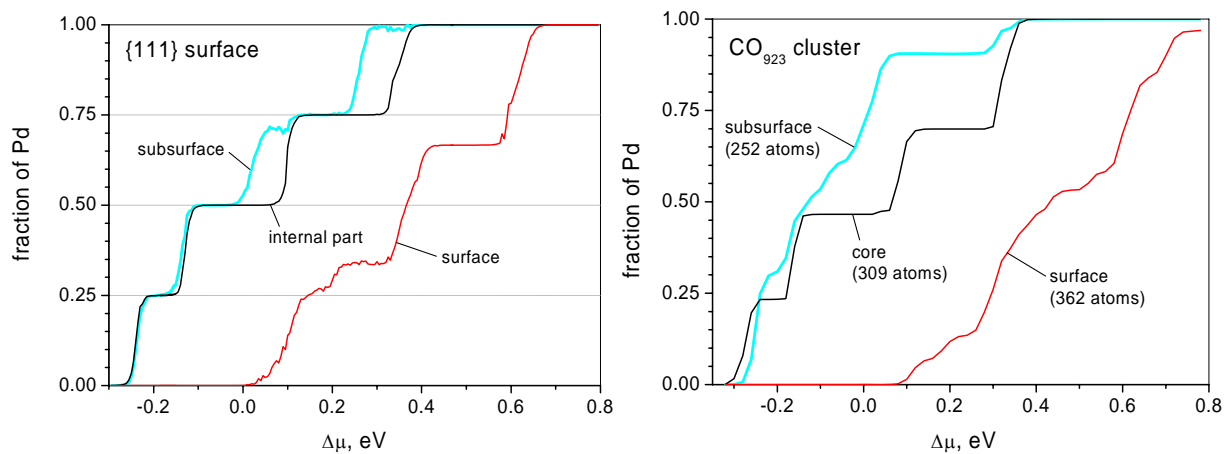 {111} surface
1.00
0.75
0.50
0.25
0.00
fraction of Pd
subsurface
internal part
surface
-0.2
0.0
0.2
0.4
0.6
0.8
Δμ, eV
CO923 cluster
1.00
0.75
0.50
0.25
0.00
fraction of Pd
subsurface
(252 atoms)
core
(309 atoms)
surface
(362 atoms)
-0.2
0.0
0.2
0.4
0.6
0.8
Δμ, eV